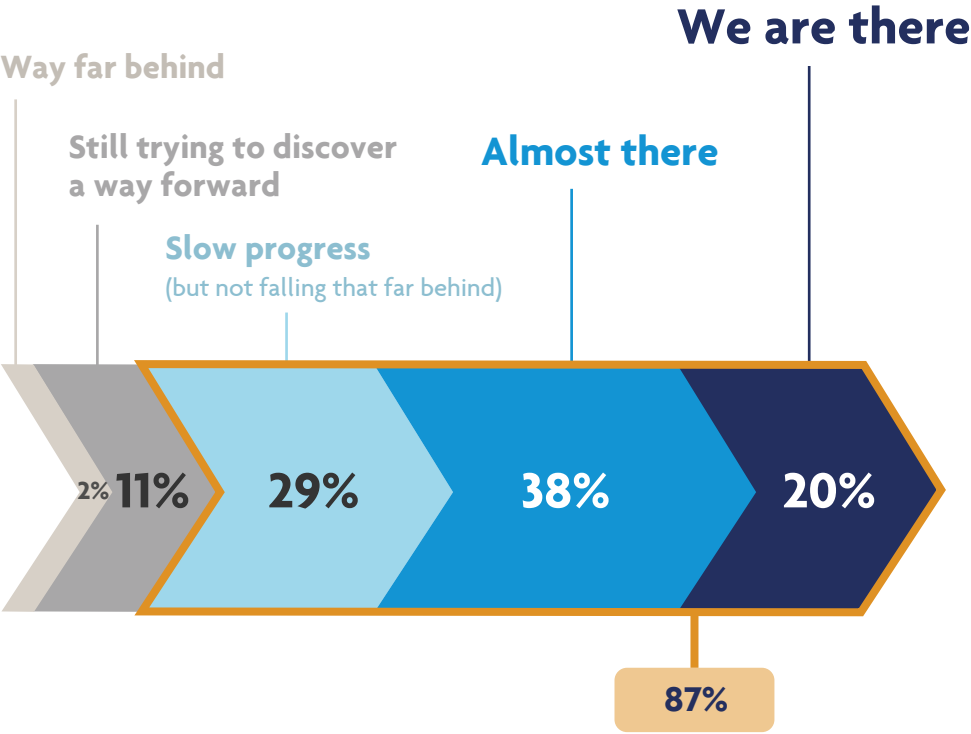 We are there
Way far behind
Still trying to discover
a way forward
Almost there
Slow progress
(but not falling that far behind)
2%
11%
29%
38%
20%
87%